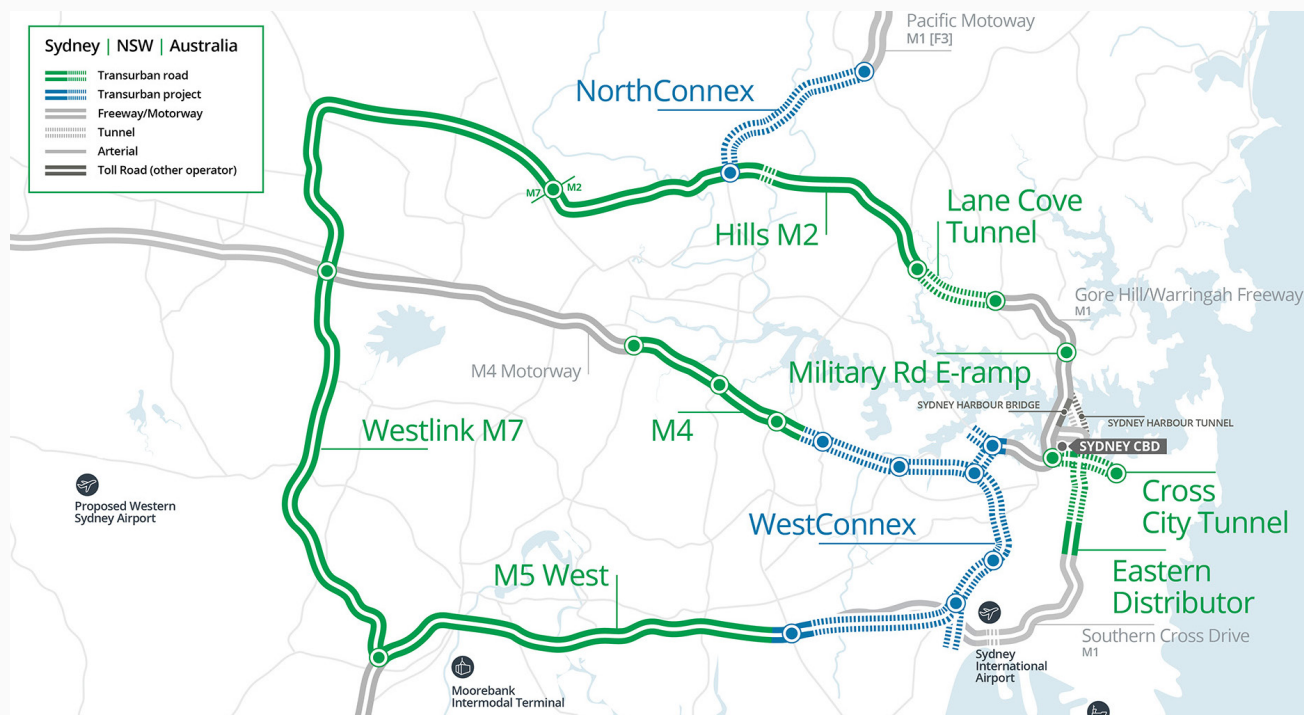 Sydney | NSW | Australia
Transurban road
Transurban project
Freeway/Motorway
Tunnel
Arterial
Toll Road (other operator)
Pacific Motoway
M1 [F3]
NorthConnex
M7
M2
Hills M2
Lane Cove
Tunnel
Gore Hill/Warringah Freeway
M1
M4 Motorway
Military Rd E-ramp
SYDNEY HARBOUR BRIDGE
SYDNEY HARBOUR TUNNEL
Westlink M7
M4
SYDNEY CBD
Proposed Western
Sydney Airport
Cross
City Tunnel
WestConnex
M5 West
Eastern
Distributor
Southern Cross Drive
M1
Sydney
International
Airport
Moorebank
Intermodal Terminal